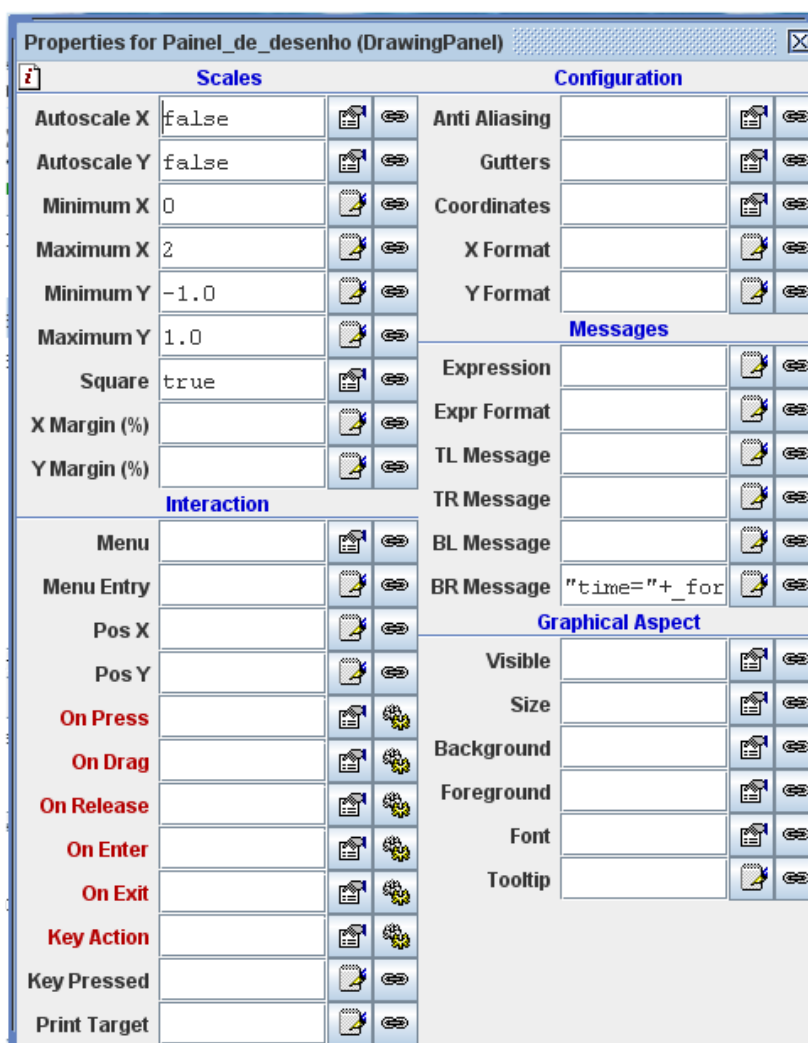 Properties for Painel_de_desenho (DrawingPanel)
Scales
Autoscale X false
Autoscale Y false
Minimum X 0
Maximum X 2
Minimum Y -1.0
Maximum Y 1.0
Square true
X Margin (%)
Y Margin (%)
Interaction
Menu
Menu Entry
Pos X
Pos Y
On Press
On Drag
On Release
On Enter
On Exit
Key Action
Key Pressed
Print Target
Configuration
Anti Aliasing
Gutters
Coordinates
X Format
Y Format
Messages
Expression
Expr Format
TL Message
TR Message
BL Message
BR Message "time="+_for
Graphical Aspect
Visible
Size
Background
Foreground
Font
Tooltip